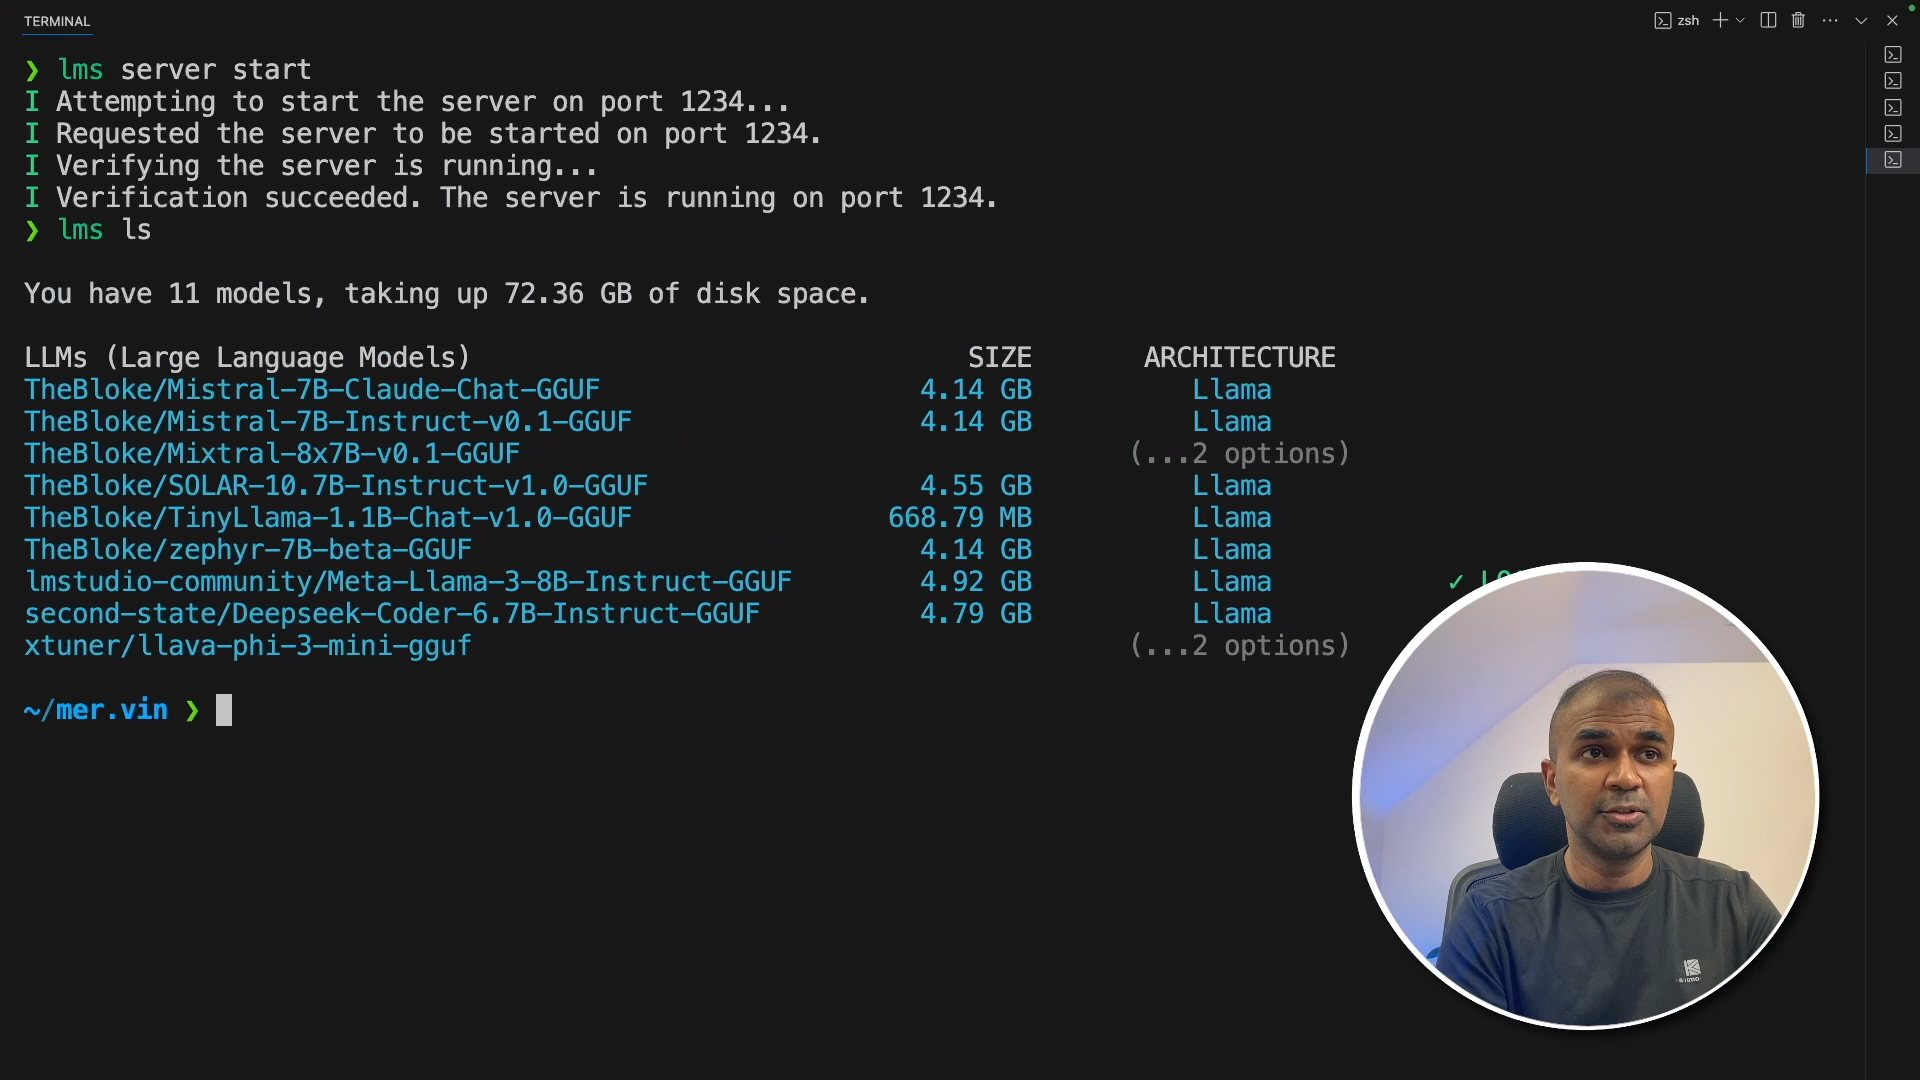 TERMINAL
zsh
❯ lms server start
I Attempting to start the server on port 1234...
I Requested the server to be started on port 1234.
I Verifying the server is running...
I Verification succeeded. The server is running on port 1234.
❯ lms ls
You have 11 models, taking up 72.36 GB of disk space.
LLMs (Large Language Models) SIZE ARCHITECTURE
TheBloke/Mistral-7B-Claude-Chat-GGUF 4.14 GB Llama
TheBloke/Mistral-7B-Instruct-v0.1-GGUF 4.14 GB Llama
TheBloke/Mixtral-8x7B-v0.1-GGUF (...2 options)
TheBloke/SOLAR-10.7B-Instruct-v1.0-GGUF 4.55 GB Llama
TheBloke/TinyLlama-1.1B-Chat-v1.0-GGUF 668.79 MB Llama
TheBloke/zephyr-7B-beta-GGUF 4.14 GB Llama
lmstudio-community/Meta-Llama-3-8B-Instruct-GGUF 4.92 GB Llama ✓
second-state/Deepseek-Coder-6.7B-Instruct-GGUF 4.79 GB Llama
xtuner/llava-phi-3-mini-gguf (...2 options)
~/mer.vin ❯